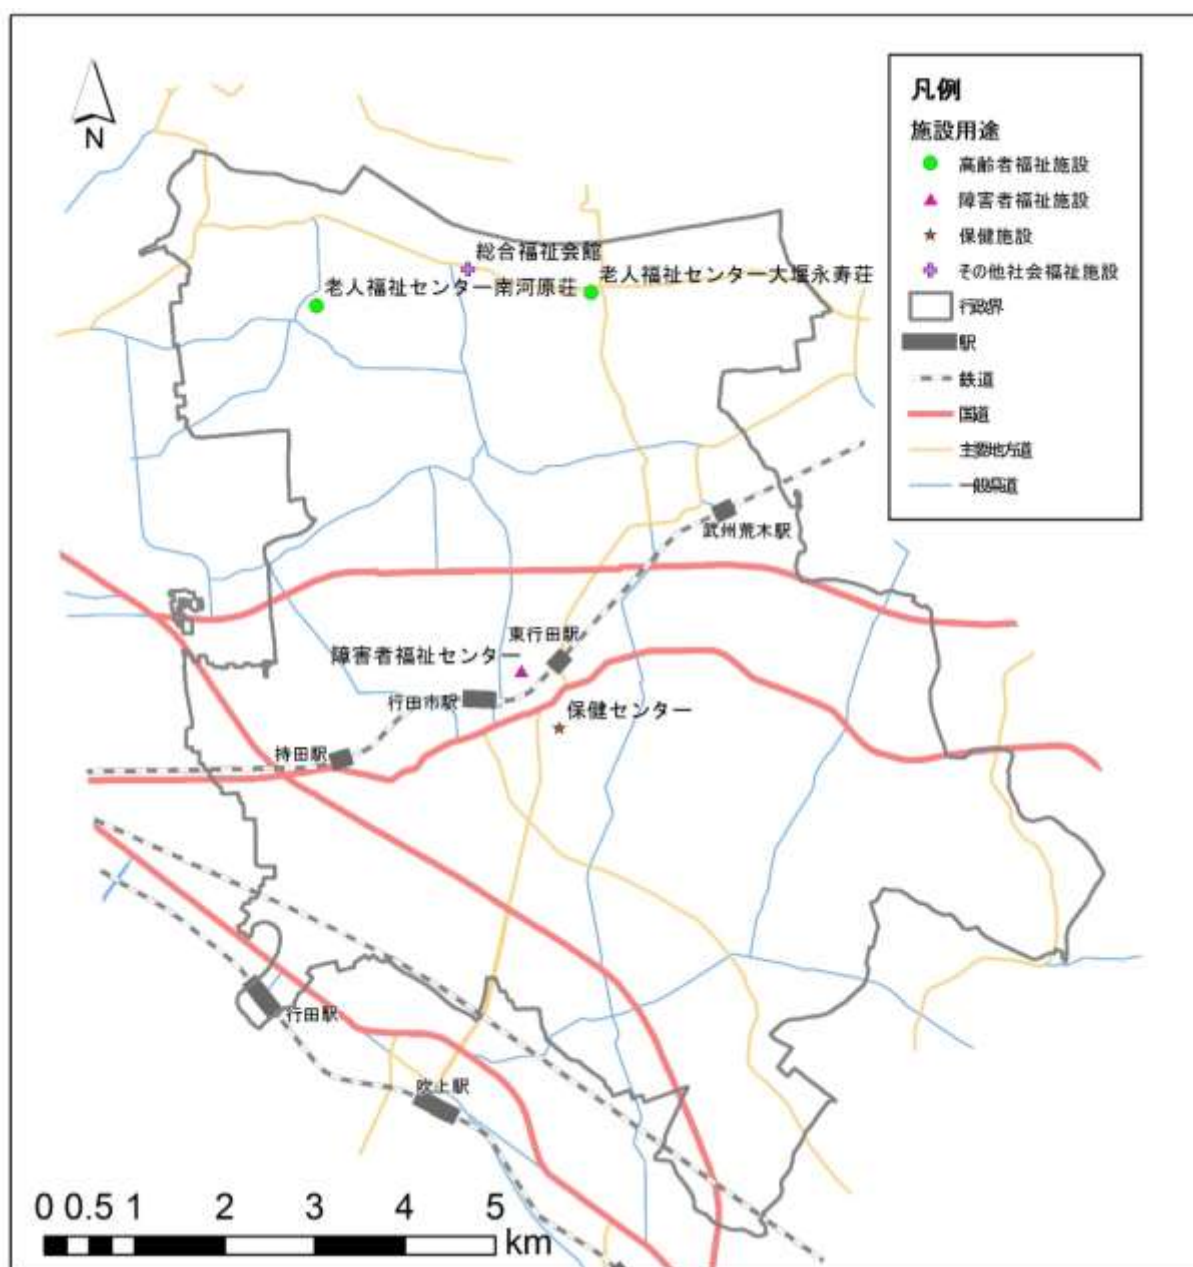 N
凡例
施設用途
高齢者福祉施設
障害者福祉施設
保健施設
その他社会福祉施設
行政界
駅
鉄道
国道
主要地方道
一般県道
総合福祉会館
老人福祉センター南河原荘
老人福祉センター大堰永寿荘
武州荒木駅
東行田駅
障害者福祉センター
行田市駅
保健センター
持田駅
行田駅
吹上駅
0 0.5 1 2 3 4 5
km